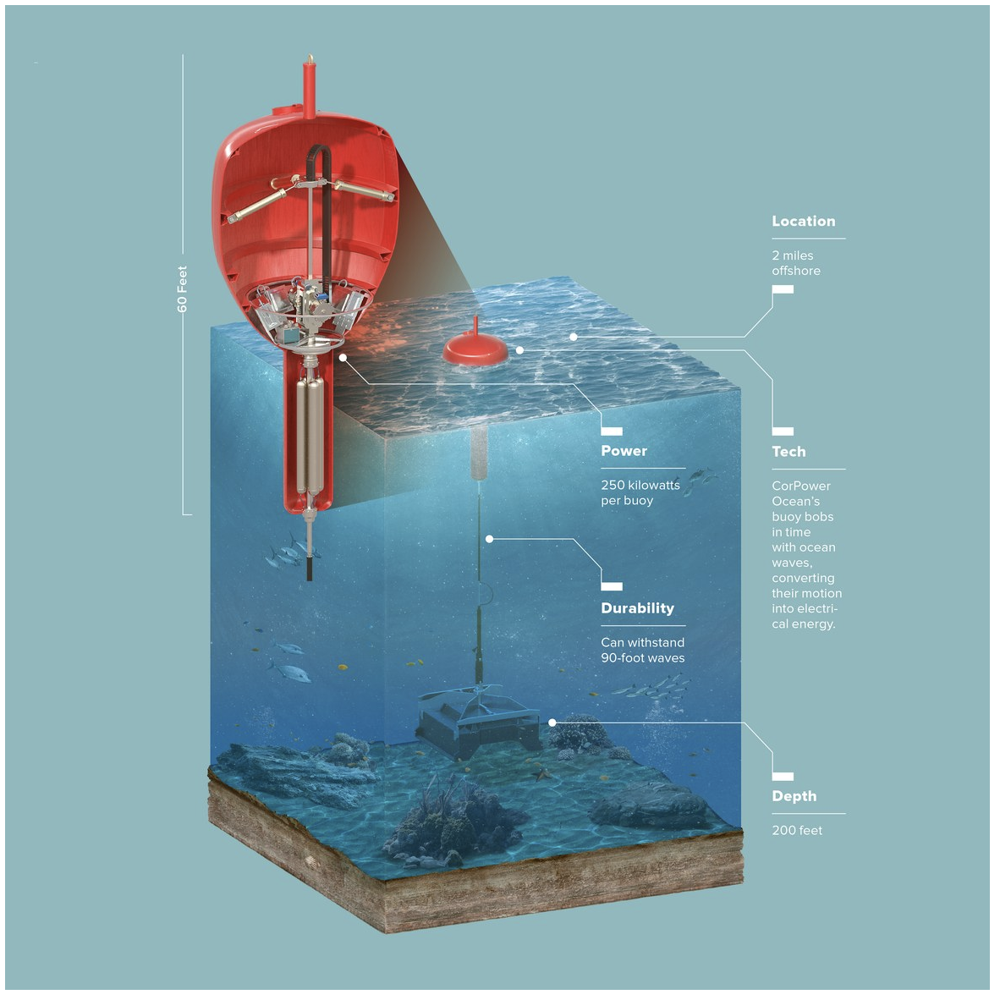 60 Feet
Location
2 miles
offshore
Power
250 kilowatts
per buoy
Tech
CorPower
Ocean's
buoy bobs
in time
with ocean
waves,
converting
their motion
into electri-
cal energy.
Durability
Can withstand
90-foot waves
Depth
200 feet